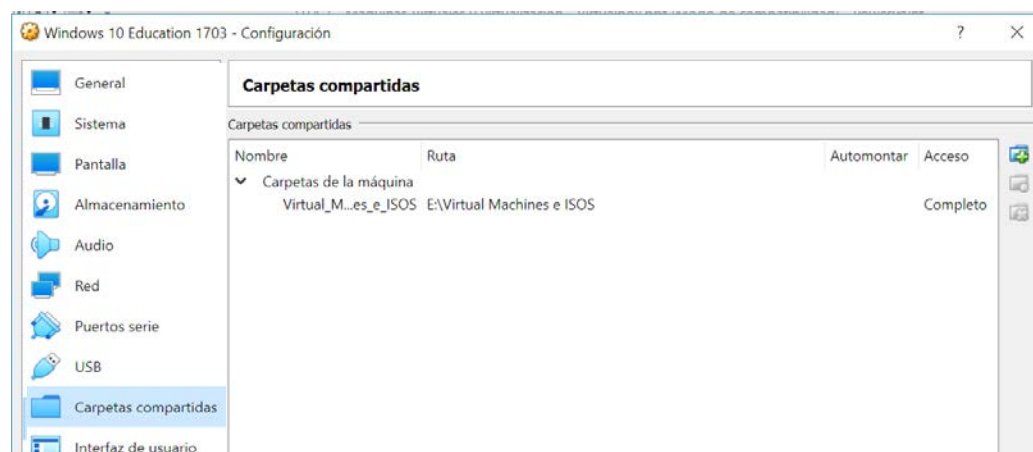 Windows 10 Education 1703 - Configuración ?
General
Sistema
Pantalla
Almacenamiento
Audio
Red
Puertos serie
USB
Carpetas compartidas
Interfaz de usuario
Carpetas compartidas
Carpetas compartidas
Nombre Ruta Automontar Acceso
Carpetas de la máquina
Virtual_M...es_e_ISOS E:\Virtual Machines e ISOS Completo